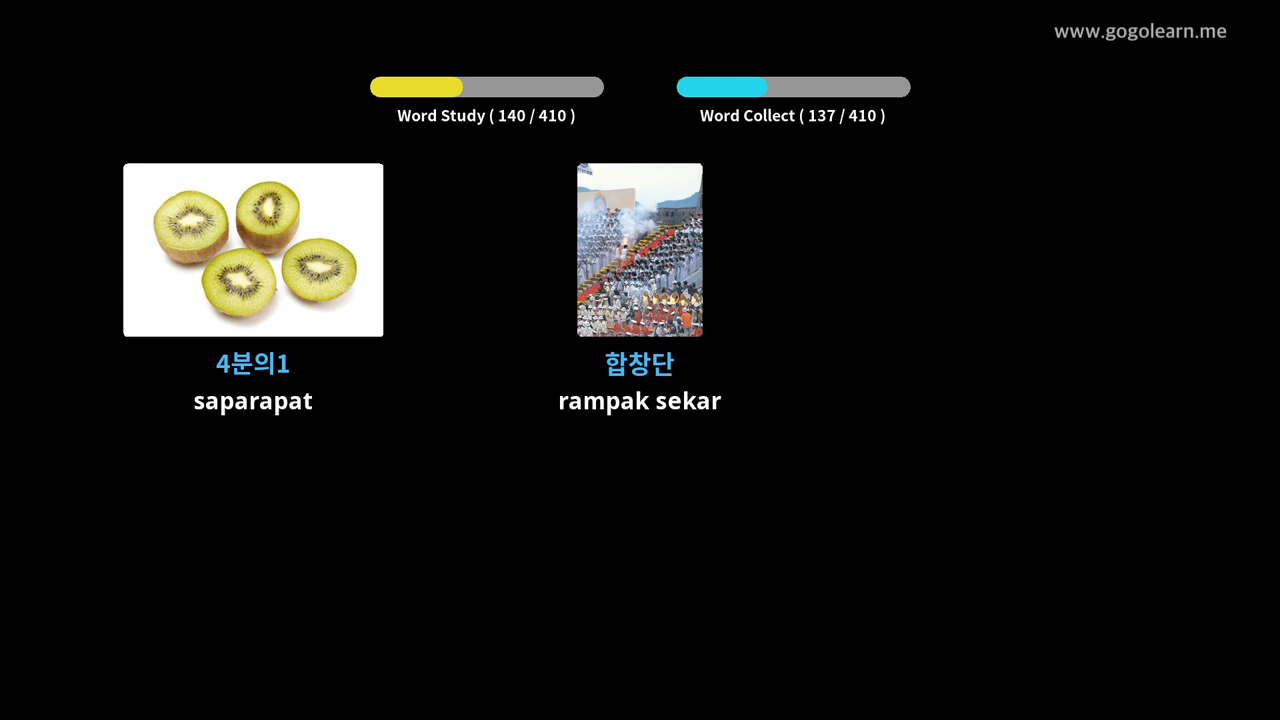 www.gogolearn.me
Word Study ( 140 / 410 )
Word Collect ( 137 / 410 )
4분의1
saparapat
합창단
rampak sekar